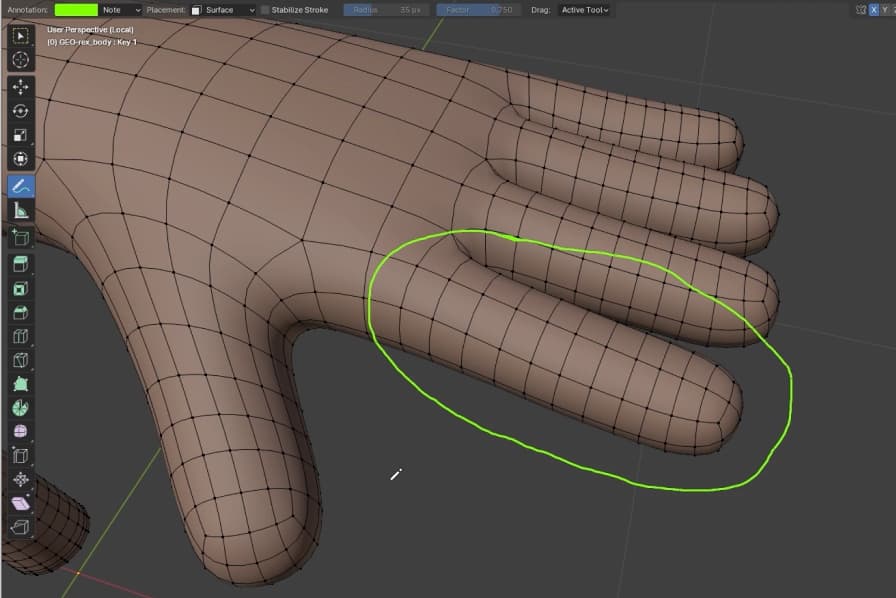 Annotation: Note Placement: Surface Stabilize Stroke Radius 35 px Factor 0.750 Drag: Active Tool X Y
User Perspective (Local)
(0) GEO-rex_body : Key 1